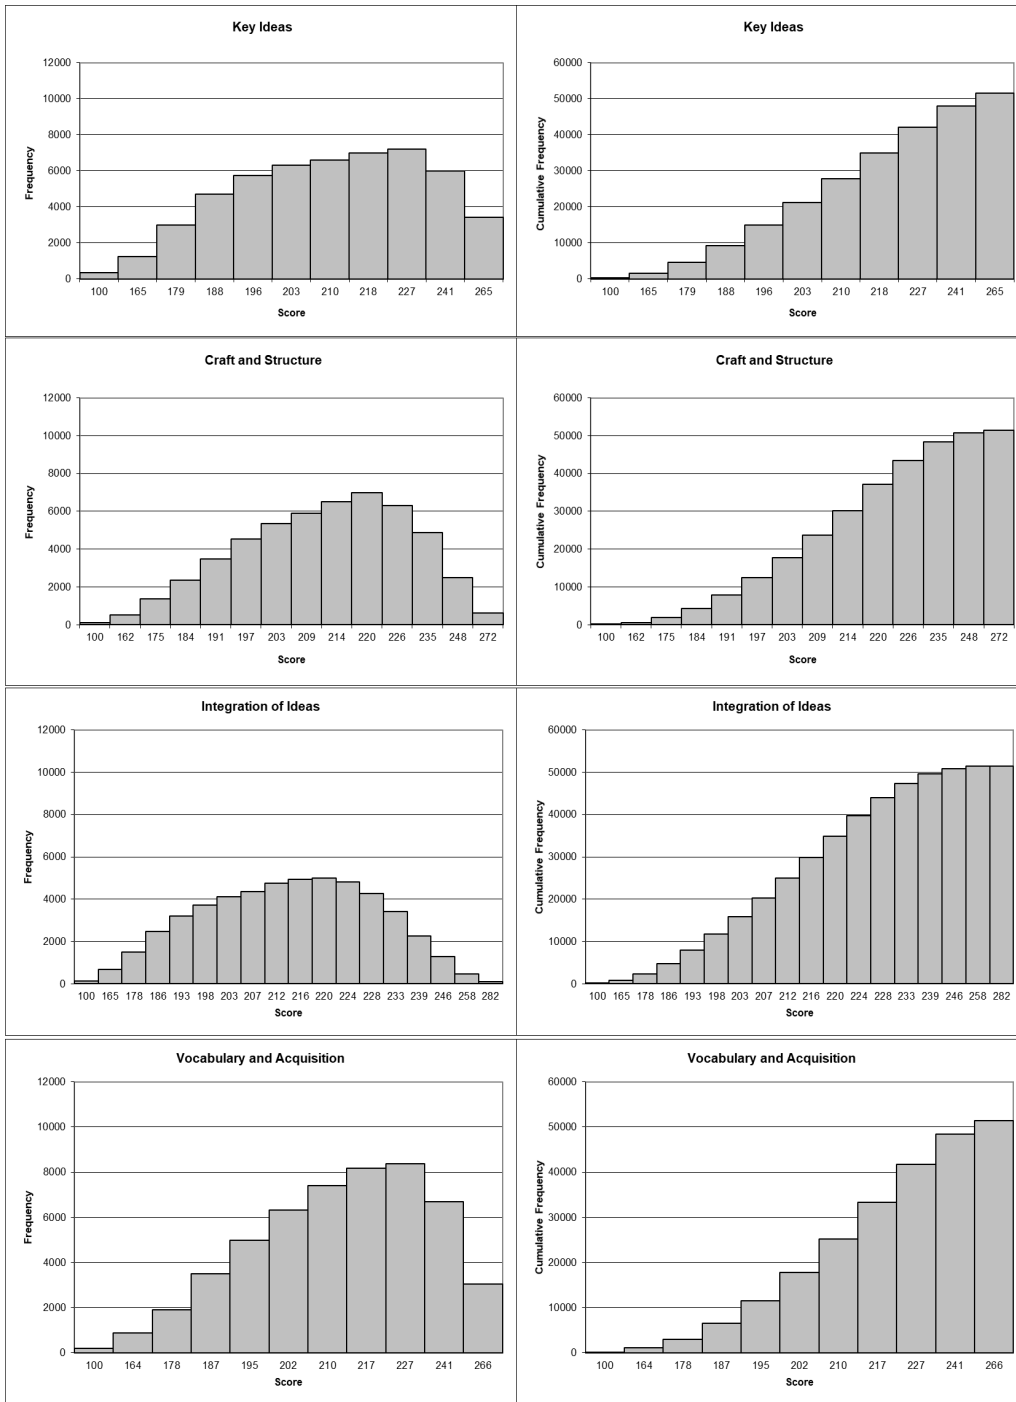 Key Ideas
12000
10000
8000
6000
4000
2000
0
Frequency
100 165 179 188 196 203 210 218 227 241 265
Score
Key Ideas
60000
50000
40000
30000
20000
10000
0
Cumulative Frequency
100 165 179 188 196 203 210 218 227 241 265
Score
Craft and Structure
12000
10000
8000
6000
4000
2000
0
Frequency
100 162 175 184 191 197 203 209 214 220 226 235 248 272
Score
Craft and Structure
60000
50000
40000
30000
20000
10000
0
Cumulative Frequency
100 162 175 184 191 197 203 209 214 220 226 235 248 272
Score
Integration of Ideas
12000
10000
8000
6000
4000
2000
0
Frequency
100 165 178 186 193 198 203 207 212 216 220 224 228 233 239 246 258 282
Score
Integration of Ideas
60000
50000
40000
30000
20000
10000
0
Cumulative Frequency
100 165 178 186 193 198 203 207 212 216 220 224 228 233 239 246 258 282
Score
Vocabulary and Acquisition
12000
10000
8000
6000
4000
2000
0
Frequency
100 164 178 187 195 202 210 217 227 241 266
Score
Vocabulary and Acquisition
60000
50000
40000
30000
20000
10000
0
Cumulative Frequency
100 164 178 187 195 202 210 217 227 241 266
Score